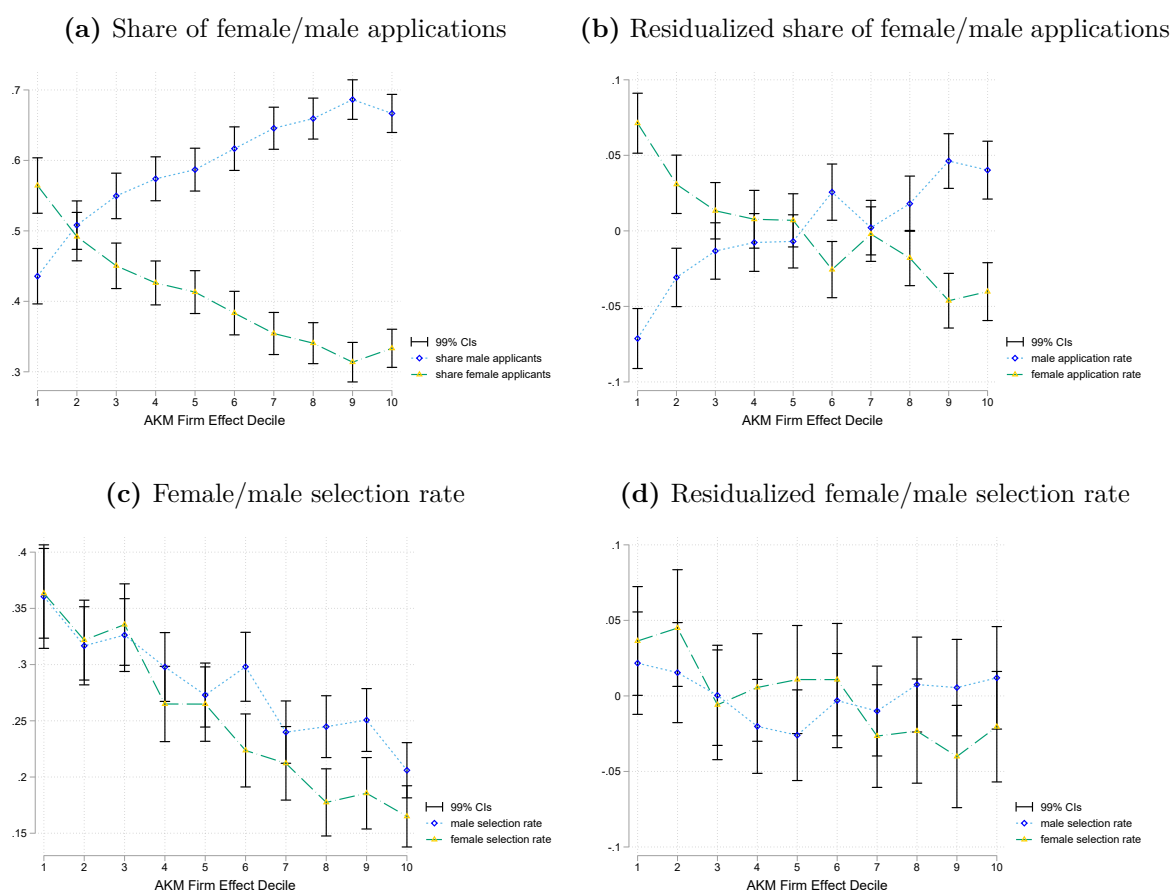 (a) Share of female/male applications
.7
.6
.5
.4
.3
1 2 3 4 5 6 7 8 9 10
AKM Firm Effect Decile
99% CIs
share male applicants
share female applicants
(b) Residualized share of female/male applications
.1
.05
0
-.05
-.1
1 2 3 4 5 6 7 8 9 10
AKM Firm Effect Decile
99% CIs
male application rate
female application rate
(c) Female/male selection rate
.4
.35
.3
.25
.2
.15
1 2 3 4 5 6 7 8 9 10
AKM Firm Effect Decile
99% CIs
male selection rate
female selection rate
(d) Residualized female/male selection rate
.1
.05
0
-.05
-.1
1 2 3 4 5 6 7 8 9 10
AKM Firm Effect Decile
99% CIs
male selection rate
female selection rate